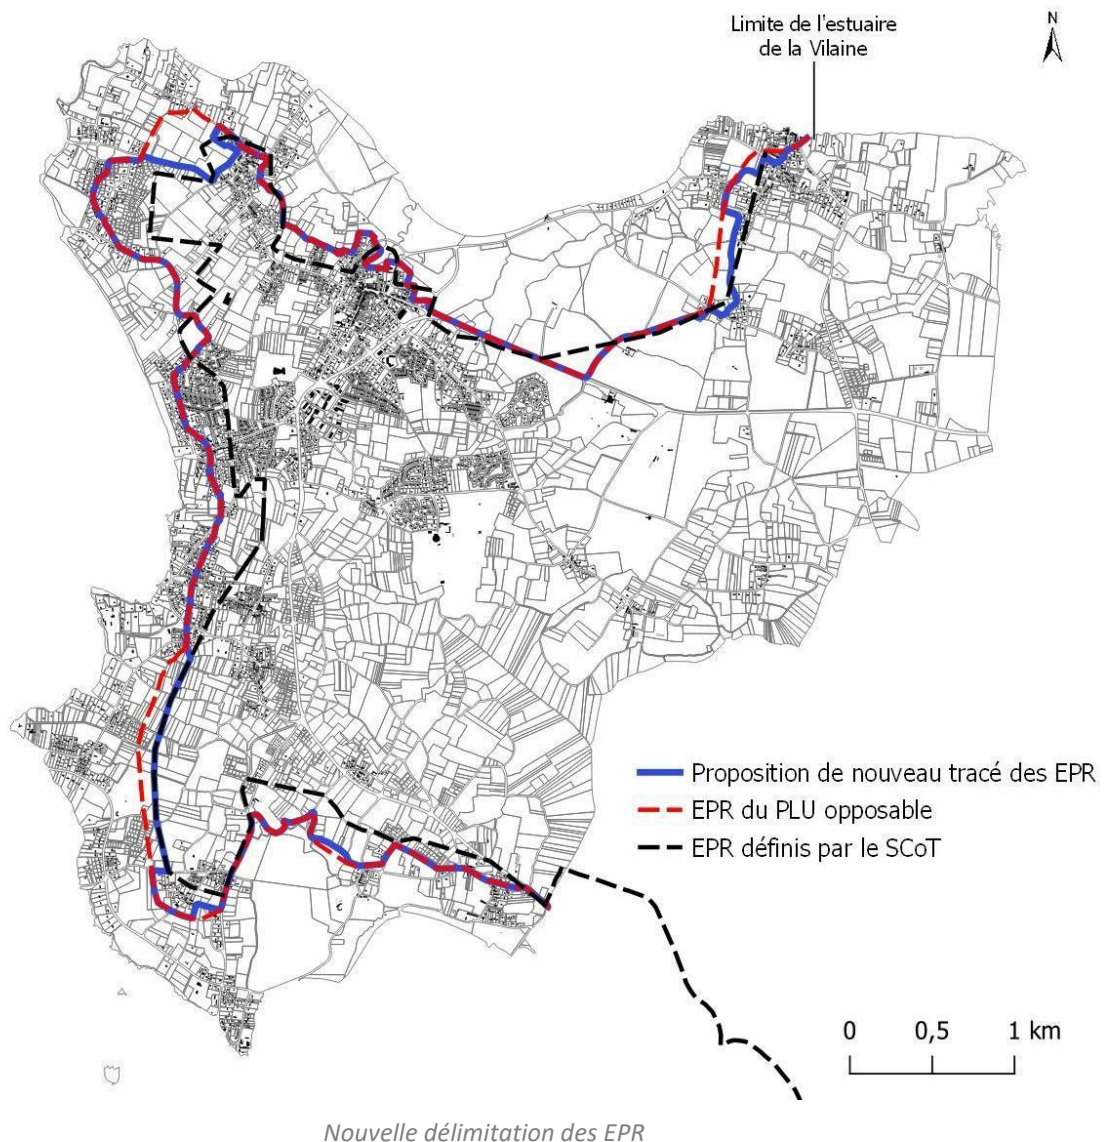 Limite de l'estuaire
de la Vilaine
N
Proposition de nouveau tracé des EPR
EPR du PLU opposable
EPR définis par le SCoT
0 0,5 1 km
Nouvelle délimitation des EPR